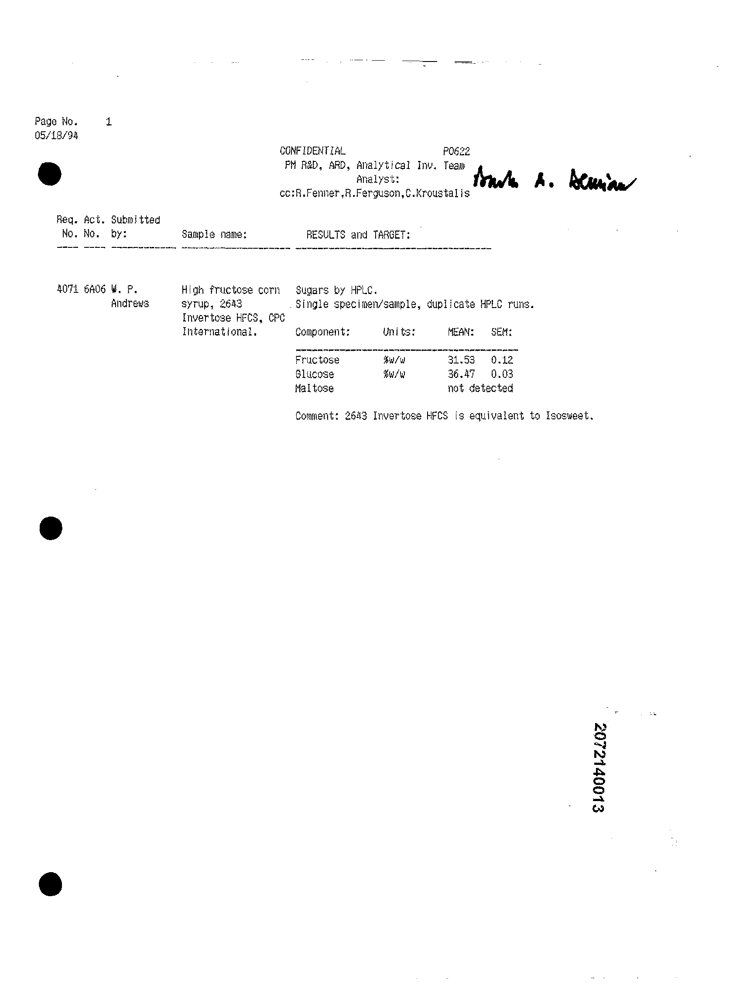 Page No. 1
05/18/94
CONFIDENTIAL P0622
PM R&D, ARD, Analytical Inv. Team
Analyst:
cc:R.Fenner,R.Ferguson,C.Kroustalis
Req. Act. Submitted
No. No. by: Sample name: RESULTS and TARGET:
4071 6A06 W. P. High fructose corn Sugars by HPLC.
Andrews syrup, 2643 Single specimen/sample, duplicate HPLC runs.
Invertose HFCS, CPC
International. Component: Units: MEAN: SEM:
Fructose %w/w 31.53 0.12
Glucose %w/w 36.47 0.03
Maltose not detected
Comment: 2643 Invertose HFCS is equivalent to Isosweet.
2072140013